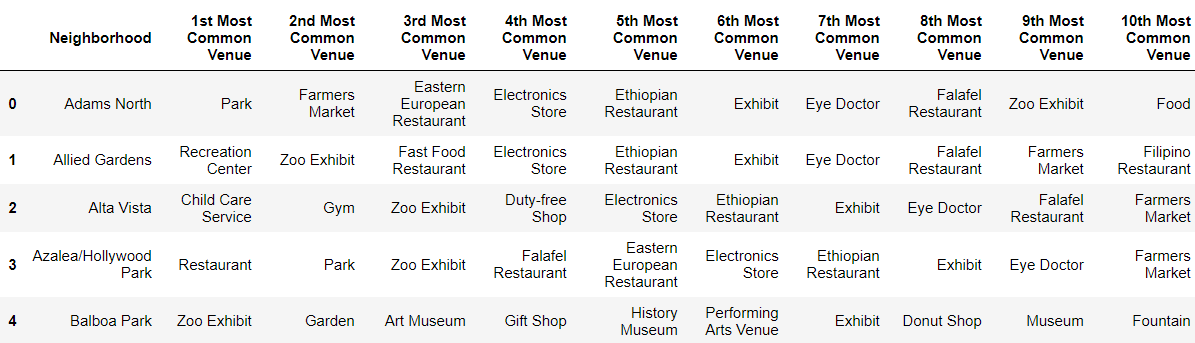 Neighborhood 1st Most Common Venue 2nd Most Common Venue 3rd Most Common Venue 4th Most Common Venue 5th Most Common Venue 6th Most Common Venue 7th Most Common Venue 8th Most Common Venue 9th Most Common Venue 10th Most Common Venue
0 Adams North Park Farmers Market Eastern European Restaurant Electronics Store Ethiopian Restaurant Exhibit Eye Doctor Falafel Restaurant Zoo Exhibit Food
1 Allied Gardens Recreation Center Zoo Exhibit Fast Food Restaurant Electronics Store Ethiopian Restaurant Exhibit Eye Doctor Falafel Restaurant Farmers Market Filipino Restaurant
2 Alta Vista Child Care Service Gym Zoo Exhibit Duty-free Shop Electronics Store Ethiopian Restaurant Exhibit Eye Doctor Falafel Restaurant Farmers Market
3 Azalea/Hollywood Park Restaurant Park Zoo Exhibit Falafel Restaurant Eastern European Restaurant Electronics Store Ethiopian Restaurant Exhibit Eye Doctor Farmers Market
4 Balboa Park Zoo Exhibit Garden Art Museum Gift Shop History Museum Performing Arts Venue Exhibit Donut Shop Museum Fountain